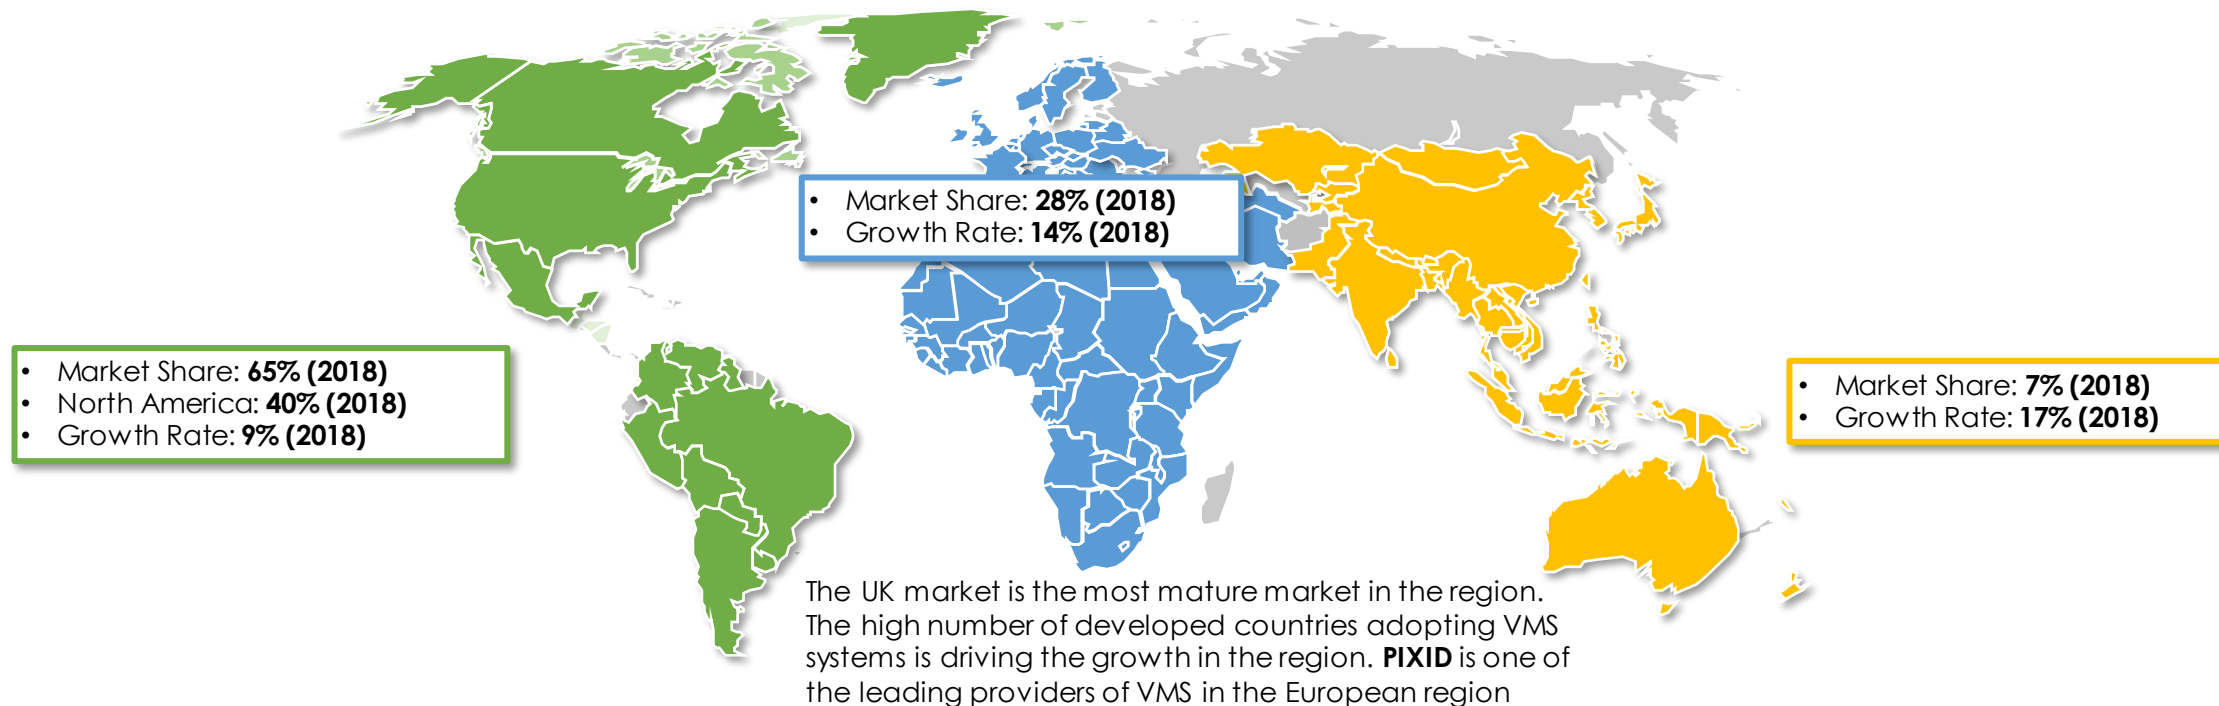 • Market Share: 28% (2018)
• Growth Rate: 14% (2018)
• Market Share: 65% (2018)
• North America: 40% (2018)
• Growth Rate: 9% (2018)
• Market Share: 7% (2018)
• Growth Rate: 17% (2018)
The UK market is the most mature market in the region.
The high number of developed countries adopting VMS
systems is driving the growth in the region. PIXID is one of
the leading providers of VMS in the European region